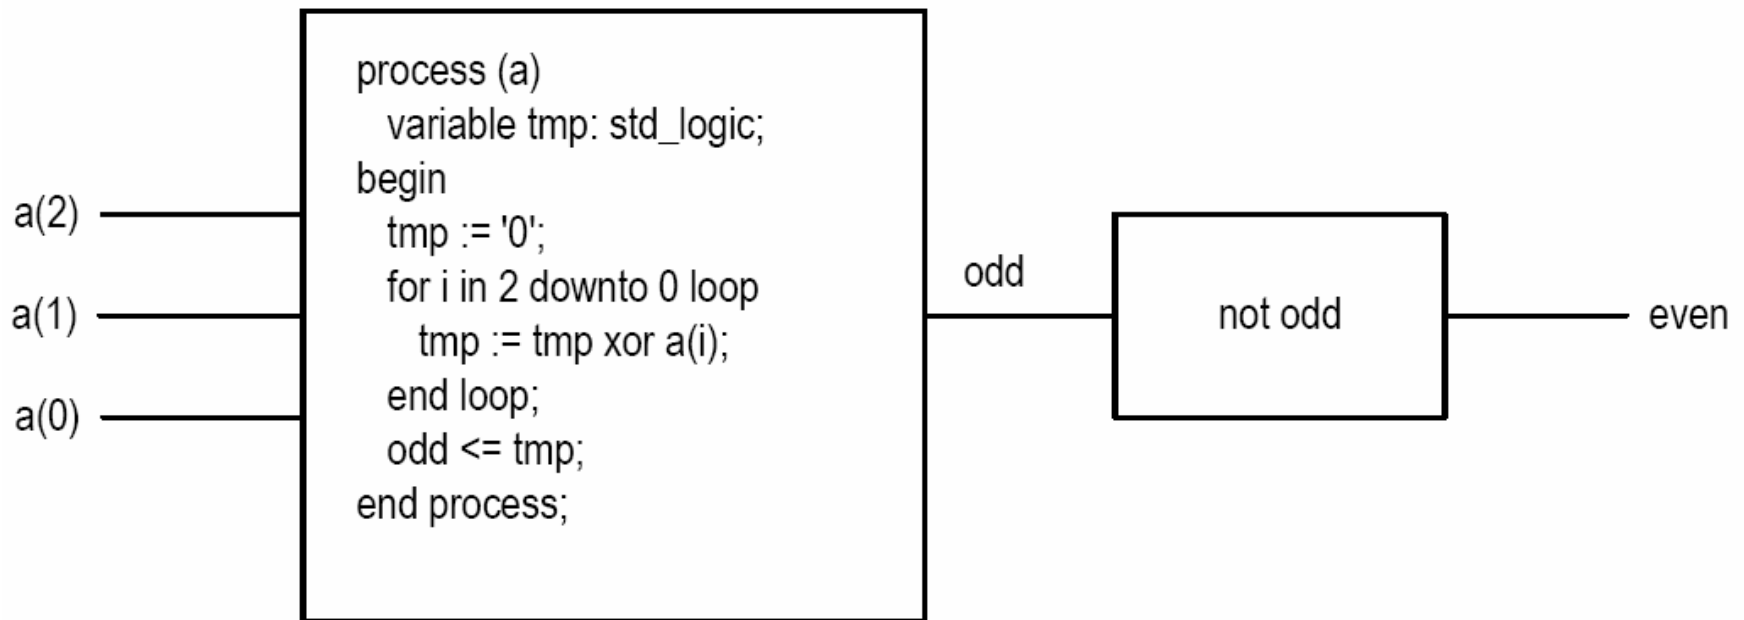 process (a)
variable tmp: std_logic;
begin
tmp := '0';
for i in 2 downto 0 loop
tmp := tmp xor a(i);
end loop;
odd <= tmp;
end process;
a(2)
a(1)
a(0)
odd
not odd
even